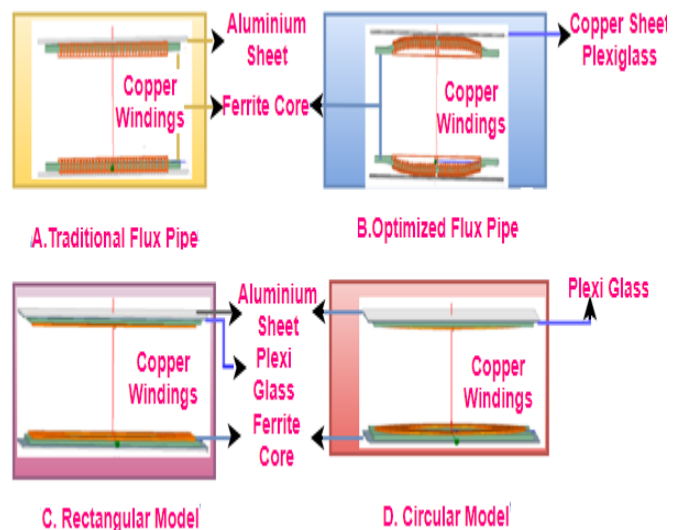 Aluminium
Sheet
Copper
Windings
Ferrite Core
A.Traditional Flux Pipe
Copper Sheet
Plexiglass
Copper
Windings
B.Optimized Flux Pipe
Aluminium
Sheet
Plexi
Glass
Copper
Windings
Ferrite
Core
C. Rectangular Model
Plexi Glass
Copper
Windings
D. Circular Model